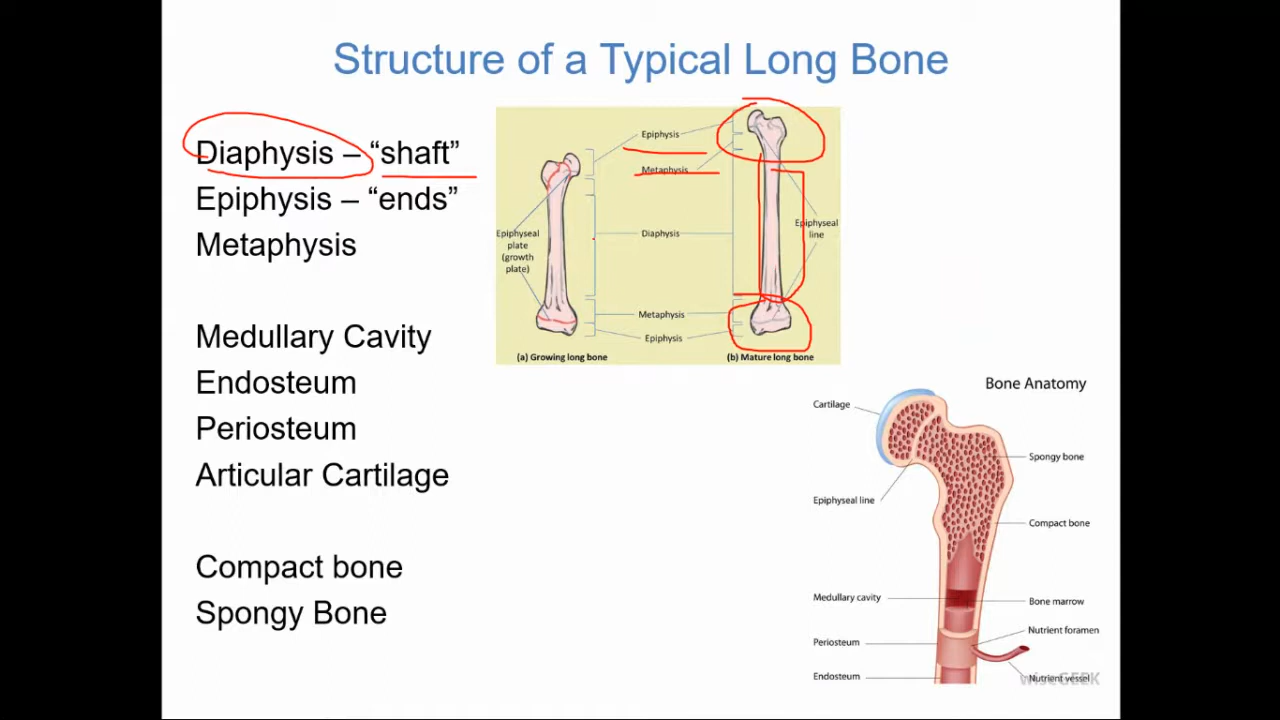 Structure of a Typical Long Bone
Diaphysis – “shaft”
Epiphysis – “ends”
Metaphysis
Medullary Cavity
Endosteum
Periosteum
Articular Cartilage
Compact bone
Spongy Bone
Epiphysis
Metaphysis
Epiphyseal
plate
(growth
plate)
Diaphysis
Epiphyseal
line
Metaphysis
Epiphysis
(a) Growing long bone
(b) Mature long bone
Bone Anatomy
Cartilage
Spongy bone
Epiphyseal line
Compact bone
Medullary cavity
Bone marrow
Nutrient foramen
Periosteum
Endosteum
Nutrient vessel
wiseGEEK